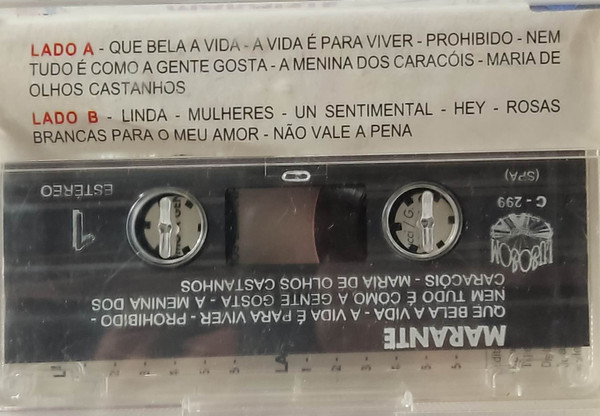 LADO A - QUE BELA A VIDA - A VIDA É PARA VIVER - PROHIBIDO - NEM
TUDO É COMO A GENTE GOSTA - A MENINA DOS CARACÓIS - MARIA DE
OLHOS CASTANHOS
LADO B - LINDA - MULHERES - UN SENTIMENTAL - HEY - ROSAS
BRANCAS PARA O MEU AMOR - NÃO VALE A PENA
MARANTE
QUE BELA A VIDA - A VIDA É PARA VIVER - PROHIBIDO -
NEM TUDO É COMO A GENTE GOSTA - A MENINA DOS
CARACÓIS - MARIA DE OLHOS CASTANHOS
C - 299
(SPA)
1
ESTÉREO